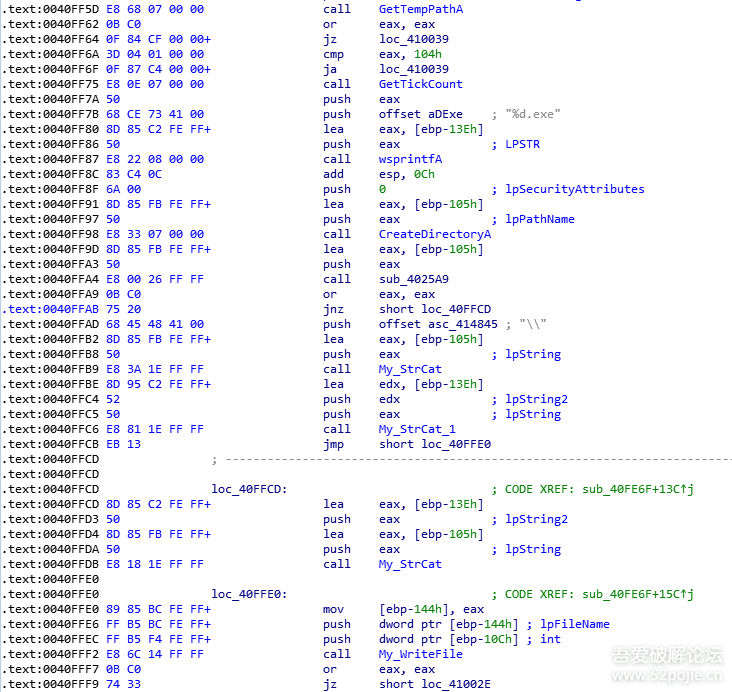 .text:0040FF5D E8 68 07 00 00 call GetTempPathA
.text:0040FF62 0B C0 or eax, eax
.text:0040FF64 0F 84 CF 00 00+ jz loc_410039
.text:0040FF6A 3D 04 01 00 00 cmp eax, 104h
.text:0040FF6F 0F 87 C4 00 00+ ja loc_410039
.text:0040FF75 E8 0E 07 00 00 call GetTickCount
.text:0040FF7A 50 push eax
.text:0040FF7B 68 CE 73 41 00 push offset aDExe ; "%d.exe"
.text:0040FF80 8D 85 C2 FE FF+ lea eax, [ebp-13Eh]
.text:0040FF86 50 push eax ; LPSTR
.text:0040FF87 E8 22 08 00 00 call wsprintfA
.text:0040FF8C 83 C4 0C add esp, 0Ch
.text:0040FF8F 6A 00 push 0 ; lpSecurityAttributes
.text:0040FF91 8D 85 FB FE FF+ lea eax, [ebp-105h]
.text:0040FF97 50 push eax ; lpPathName
.text:0040FF98 E8 33 07 00 00 call CreateDirectoryA
.text:0040FF9D 8D 85 FB FE FF+ lea eax, [ebp-105h]
.text:0040FFA3 50 push eax
.text:0040FFA4 E8 00 26 FF FF call sub_4025A9
.text:0040FFA9 0B C0 or eax, eax
.text:0040FFAB 75 20 jnz short loc_40FFCD
.text:0040FFAD 68 45 48 41 00 push offset asc_414845 ; "\\"
.text:0040FFB2 8D 85 FB FE FF+ lea eax, [ebp-105h]
.text:0040FFB8 50 push eax ; lpString
.text:0040FFB9 E8 3A 1E FF FF call My_StrCat
.text:0040FFBE 8D 95 C2 FE FF+ lea edx, [ebp-13Eh]
.text:0040FFC4 52 push edx ; lpString2
.text:0040FFC5 50 push eax ; lpString
.text:0040FFC6 E8 81 1E FF FF call My_StrCat_1
.text:0040FFCB EB 13 jmp short loc_40FFE0
.text:0040FFCD ; ---------------------------------------------------------------------------
.text:0040FFCD
.text:0040FFCD loc_40FFCD: ; CODE XREF: sub_40FE6F+13C↑j
.text:0040FFCD 8D 85 C2 FE FF+ lea eax, [ebp-13Eh]
.text:0040FFD3 50 push eax ; lpString2
.text:0040FFD4 8D 85 FB FE FF+ lea eax, [ebp-105h]
.text:0040FFDA 50 push eax ; lpString
.text:0040FFDB E8 18 1E FF FF call My_StrCat
.text:0040FFE0
.text:0040FFE0 loc_40FFE0: ; CODE XREF: sub_40FE6F+15C↑j
.text:0040FFE0 89 85 BC FE FF+ mov [ebp-144h], eax
.text:0040FFE6 FF B5 BC FE FF+ push dword ptr [ebp-144h] ; lpFileName
.text:0040FFEC FF B5 F4 FE FF+ push dword ptr [ebp-10Ch] ; int
.text:0040FFF2 E8 6C 14 FF FF call My_WriteFile
.text:0040FFF7 0B C0 or eax, eax
.text:0040FFF9 74 33 jz short loc_41002E
吾爱破解论坛
www.52pojie.cn